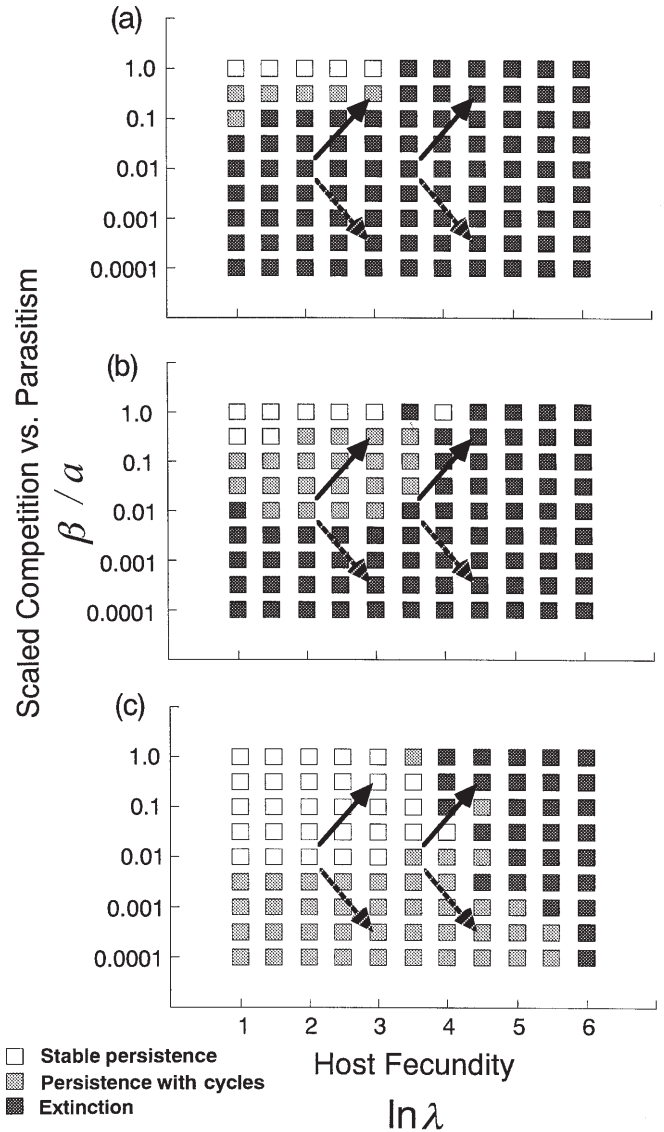 (a)
1.0
0.1
0.01
0.001
0.0001
(b)
1.0
0.1
0.01
0.001
0.0001
(c)
1.0
0.1
0.01
0.001
0.0001
Scaled Competition vs. Parasitism
β / a
1 2 3 4 5 6
Host Fecundity
ln λ
Stable persistence
Persistence with cycles
Extinction